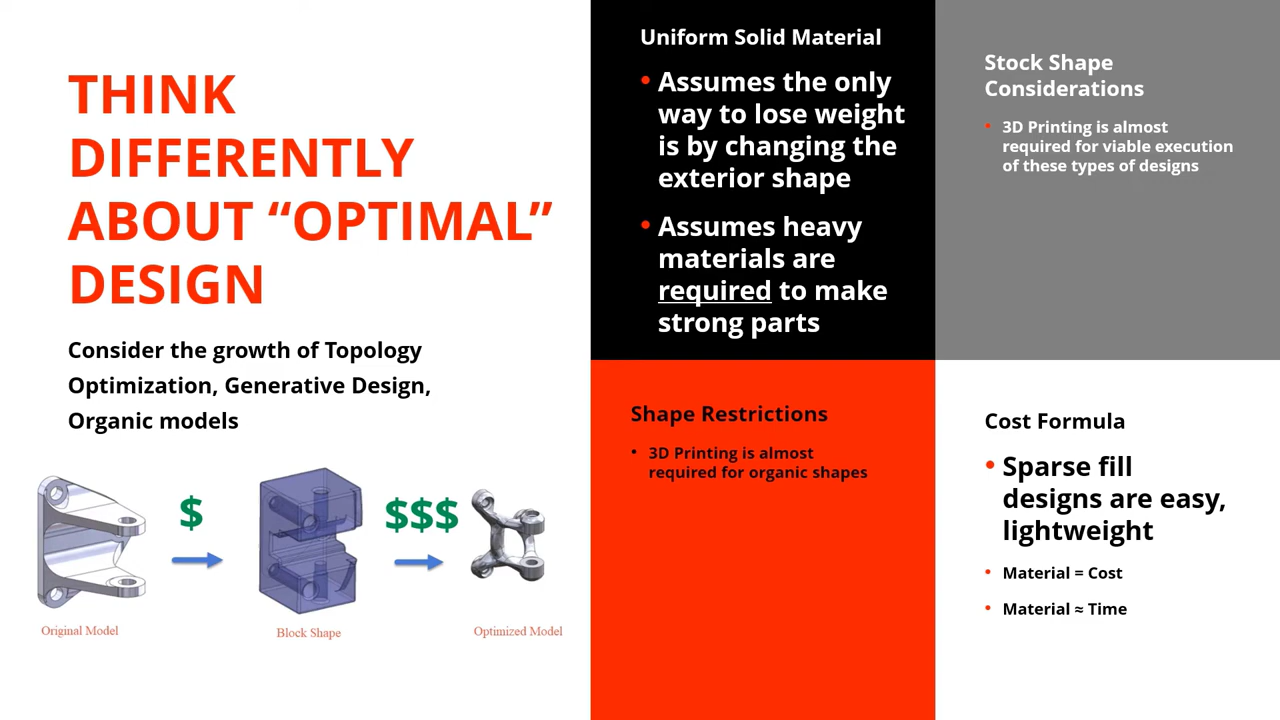 THINK
DIFFERENTLY
ABOUT “OPTIMAL”
DESIGN
Consider the growth of Topology
Optimization, Generative Design,
Organic models
$
$$$
Original Model
Block Shape
Optimized Model
Uniform Solid Material
• Assumes the only
way to lose weight
is by changing the
exterior shape
• Assumes heavy
materials are
required to make
strong parts
Stock Shape
Considerations
• 3D Printing is almost
required for viable execution
of these types of designs
Shape Restrictions
• 3D Printing is almost
required for organic shapes
Cost Formula
• Sparse fill
designs are easy,
lightweight
• Material = Cost
• Material ≈ Time